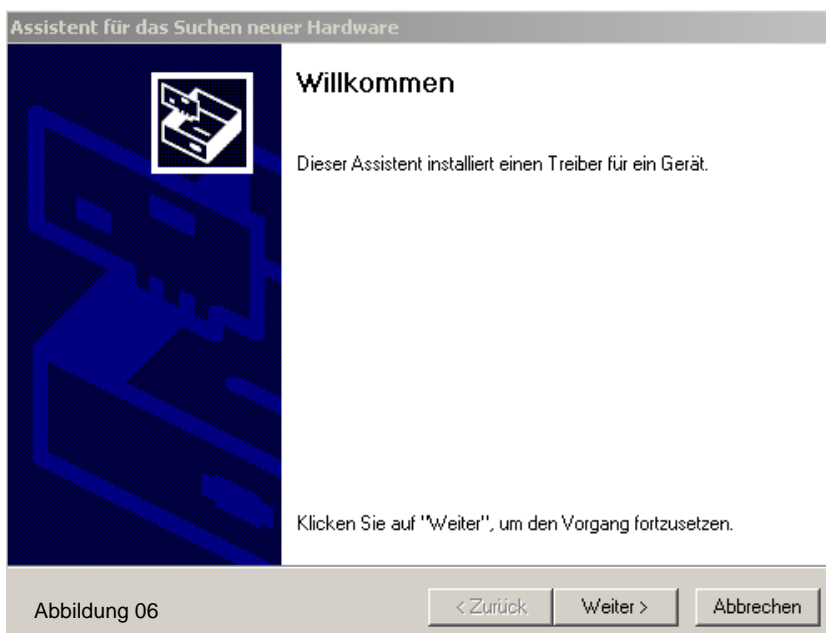 Assistent für das Suchen neuer Hardware
Willkommen
Dieser Assistent installiert einen Treiber für ein Gerät.
Klicken Sie auf "Weiter", um den Vorgang fortzusetzen.
Abbildung 06
< Zurück
Weiter >
Abbrechen